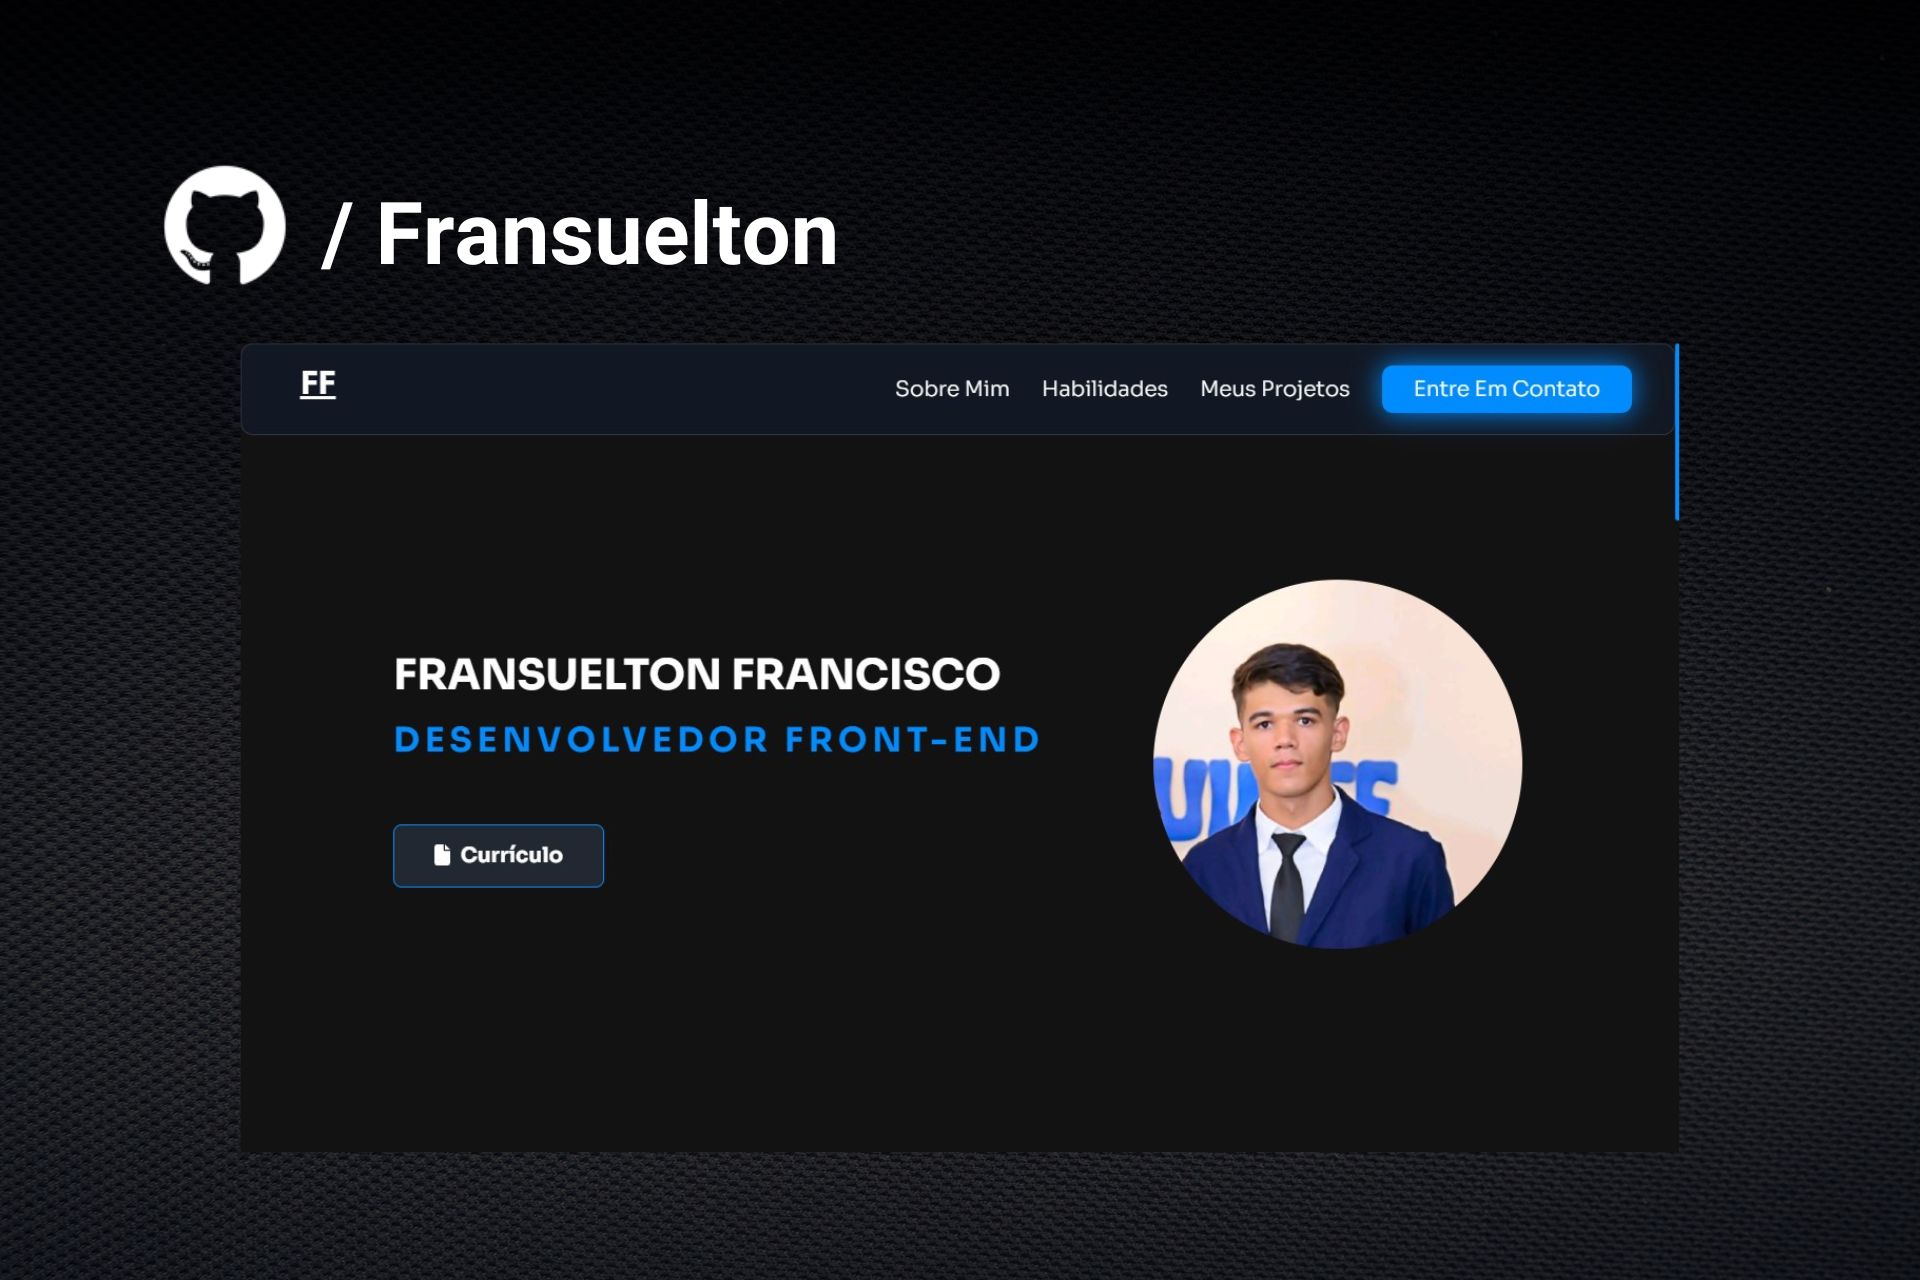 / Fransuelton
FF
Sobre Mim
Habilidades
Meus Projetos
Entre Em Contato
FRANSUELTON FRANCISCO
DESENVOLVEDOR FRONT-END
Currículo